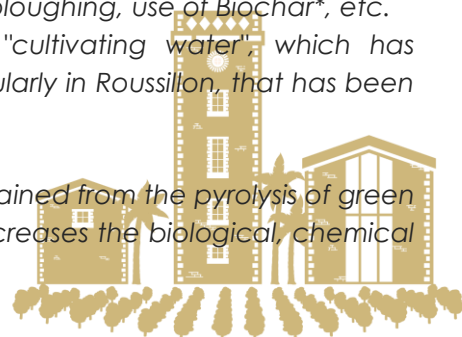 ploughing, use of Biochar*, etc.
"cultivating water", which has
ularly in Roussillon, that has been
ained from the pyrolysis of green
creases the biological, chemical